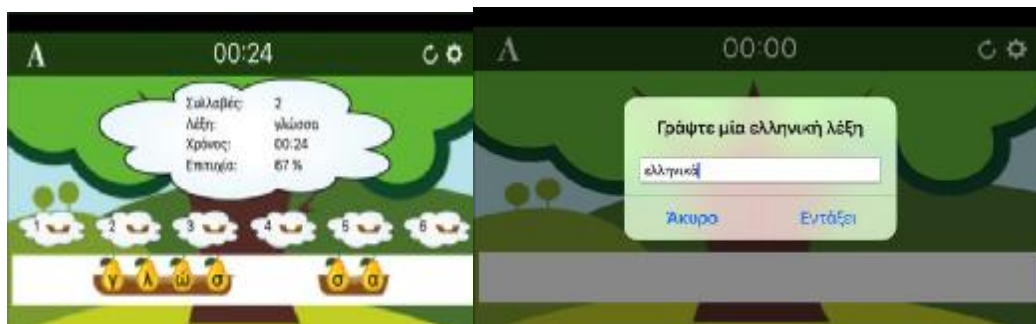 A 00:24
Συλλαβές: 2
Λέξη: γλώσσα
Χρόνος: 00:24
Επιτυχία: 67 %
1 2 3 4 5 6
γ λ ώ σ σ α
A 00:00
Γράψτε μία ελληνική λέξη
ελληνικά
Άκυρο Εντάξει